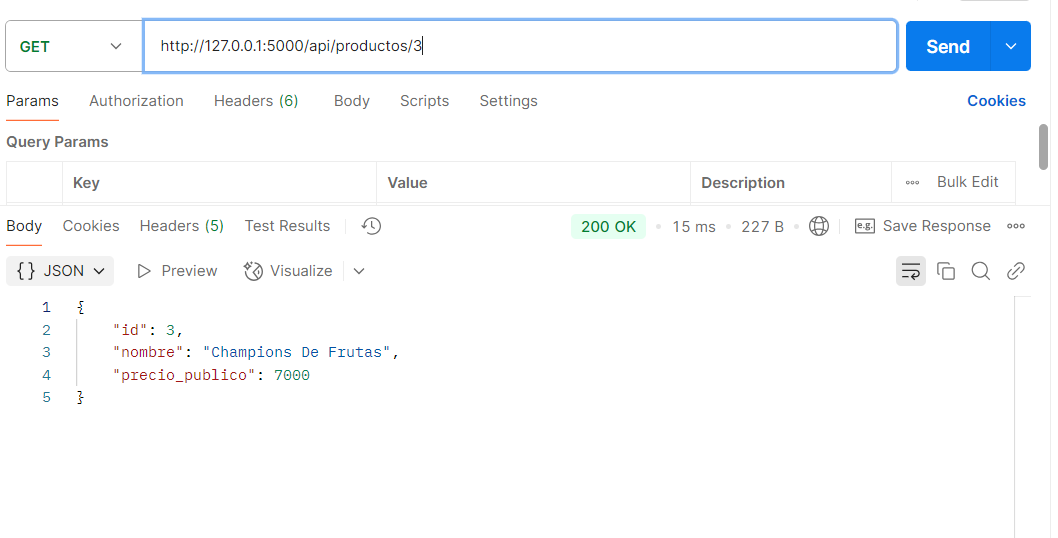 GET http://127.0.0.1:5000/api/productos/3 Send
Params Authorization Headers (6) Body Scripts Settings Cookies
Query Params
Key Value Description Bulk Edit
Body Cookies Headers (5) Test Results 200 OK 15 ms 227 B e.g. Save Response
{} JSON Preview Visualize
1 {
2 "id": 3,
3 "nombre": "Champions De Frutas",
4 "precio_publico": 7000
5 }